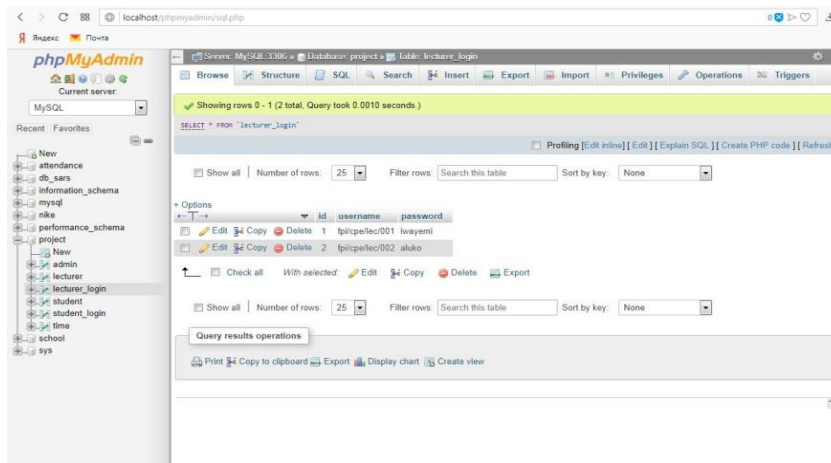 localhost/phpmyadmin/sql.php
Яндекс Почта
phpMyAdmin
Current server:
MySQL
Recent Favorites
New
attendance
db_sars
information_schema
mysql
nike
performance_schema
project
New
admin
lecturer
lecturer_login
student
student_login
time
school
sys
Server: MySQL:3306 » Database: project » Table: lecturer_login
Browse Structure SQL Search Insert Export Import Privileges Operations Triggers
Showing rows 0 - 1 (2 total, Query took 0.0010 seconds.)
SELECT * FROM `lecturer_login`
Profiling [Edit inline] [ Edit ] [ Explain SQL ] [ Create PHP code ] [ Refresh
Show all Number of rows: 25 Filter rows: Search this table Sort by key: None
+ Options
id username password
Edit Copy Delete 1 fpi/cpe/lec/001 iwayemi
Edit Copy Delete 2 fpi/cpe/lec/002 aluko
Check all With selected: Edit Copy Delete Export
Show all Number of rows: 25 Filter rows: Search this table Sort by key: None
Query results operations
Print Copy to clipboard Export Display chart Create view